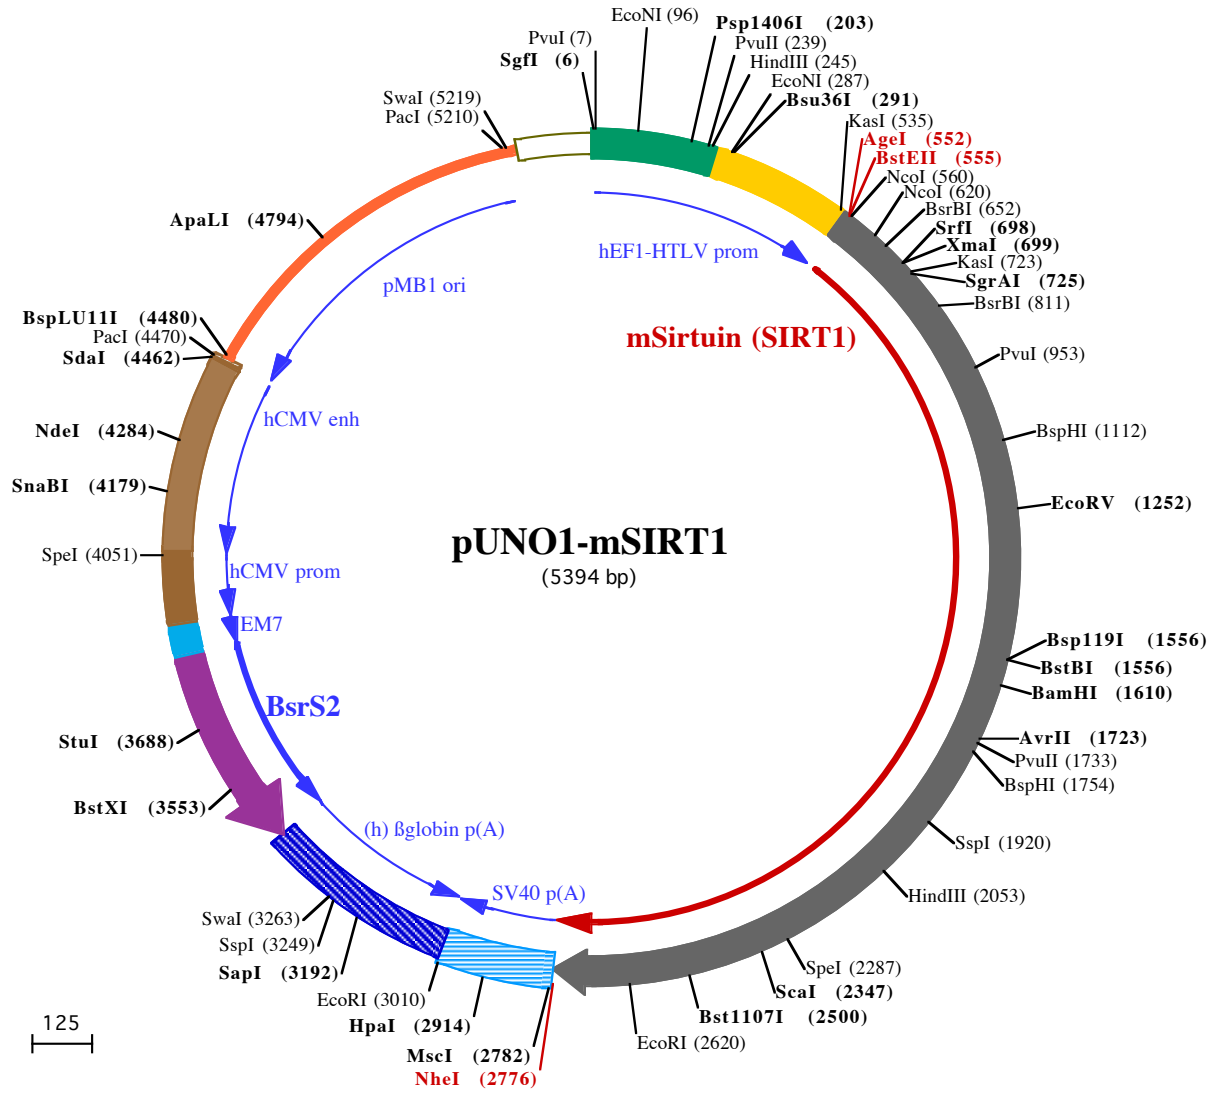 EcoNI (96)
Psp1406I (203)
PvuI (7)
PvuII (239)
SgfI (6)
HindIII (245)
EcoNI (287)
SwaI (5219)
Bsu36I (291)
PacI (5210)
KasI (535)
AgeI (552)
BstEII (555)
NcoI (560)
NcoI (620)
BsrBI (652)
ApaLI (4794)
SrfI (698)
XmaI (699)
hEF1-HTLV prom
KasI (723)
SgrAI (725)
pMB1 ori
BsrBI (811)
BspLU11I (4480)
PacI (4470)
mSirtuin (SIRT1)
SdaI (4462)
PvuI (953)
hCMV enh
NdeI (4284)
BspHI (1112)
SnaBI (4179)
EcoRV (1252)
pUNO1-mSIRT1
SpeI (4051)
hCMV prom
(5394 bp)
EM7
Bsp119I (1556)
BstBI (1556)
BamHI (1610)
BsrS2
StuI (3688)
AvrII (1723)
PvuII (1733)
BspHI (1754)
BstXI (3553)
(h) ßglobin p(A)
SspI (1920)
SV40 p(A)
HindIII (2053)
SwaI (3263)
SspI (3249)
SapI (3192)
SpeI (2287)
ScaI (2347)
EcoRI (3010)
Bst1107I (2500)
125
HpaI (2914)
EcoRI (2620)
MscI (2782)
NheI (2776)